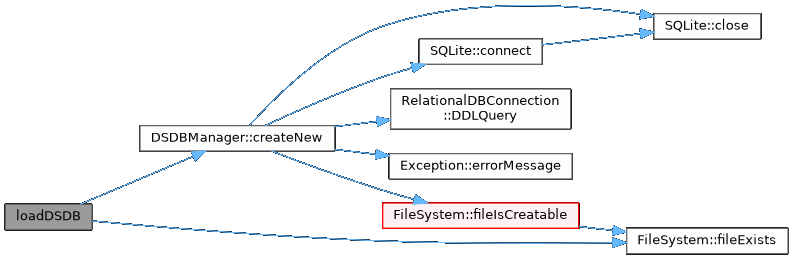 SQLite::close
SQLite::connect
RelationalDBConnection
::DDLQuery
DSDBManager::createNew
Exception::errorMessage
loadDSDB
FileSystem::fileIsCreatable
FileSystem::fileExists